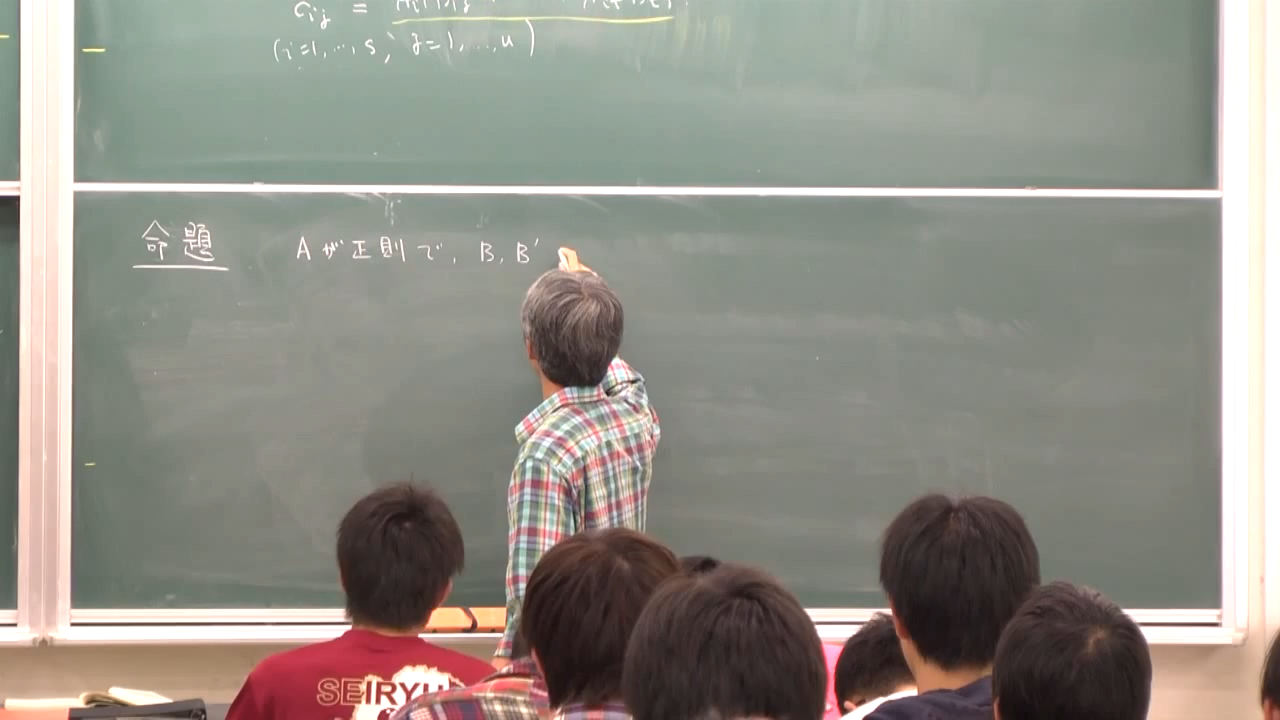 Cij =
(i=1, ..., s, j=1, ..., u)
命題 Aが正則で, B, B'
SEIRYU